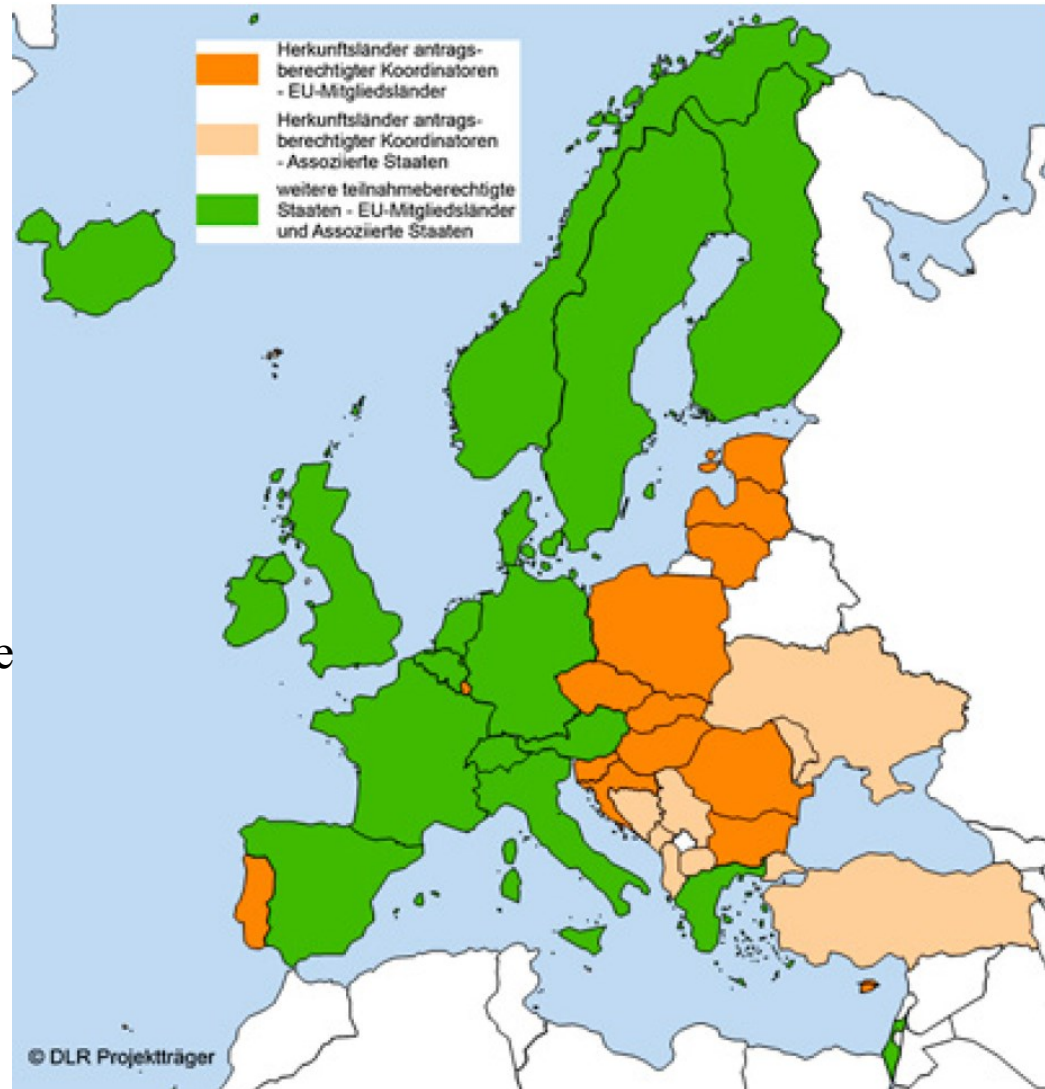 Herkunftsländer antrags-
berechtigter Koordinatoren
- EU-Mitgliedsländer
Herkunftsländer antrags-
berechtigter Koordinatoren
- Assoziierte Staaten
weitere teilnahmeberechtigte
Staaten - EU-Mitgliedsländer
und Assoziierte Staaten
e
© DLR Projektträger